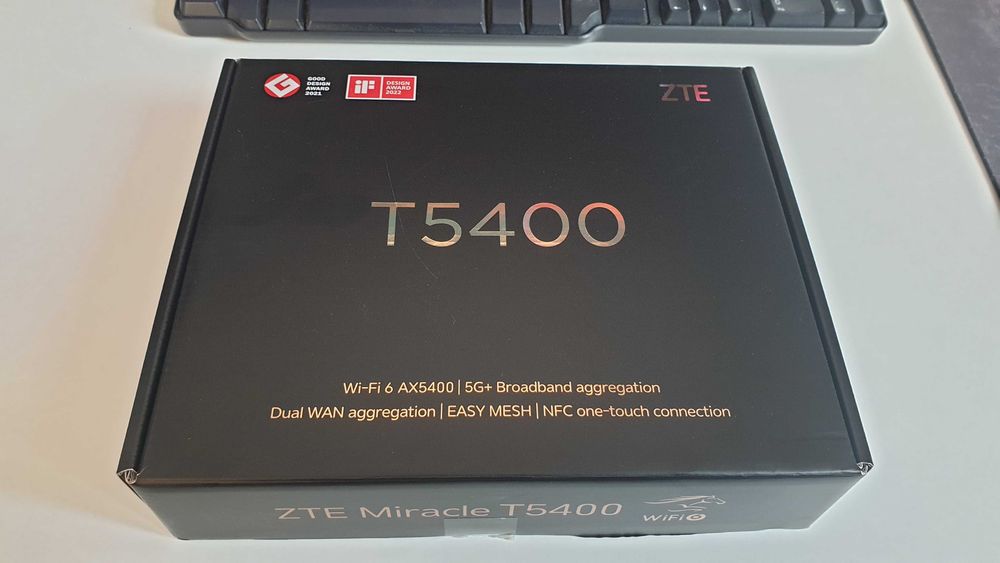 GOOD
DESIGN
AWARD
2021
iF
DESIGN
AWARD
2022
ZTE
T5400
Wi-Fi 6 AX5400 | 5G+ Broadband aggregation
Dual WAN aggregation | EASY MESH | NFC one-touch connection
ZTE Miracle T5400
WiFi